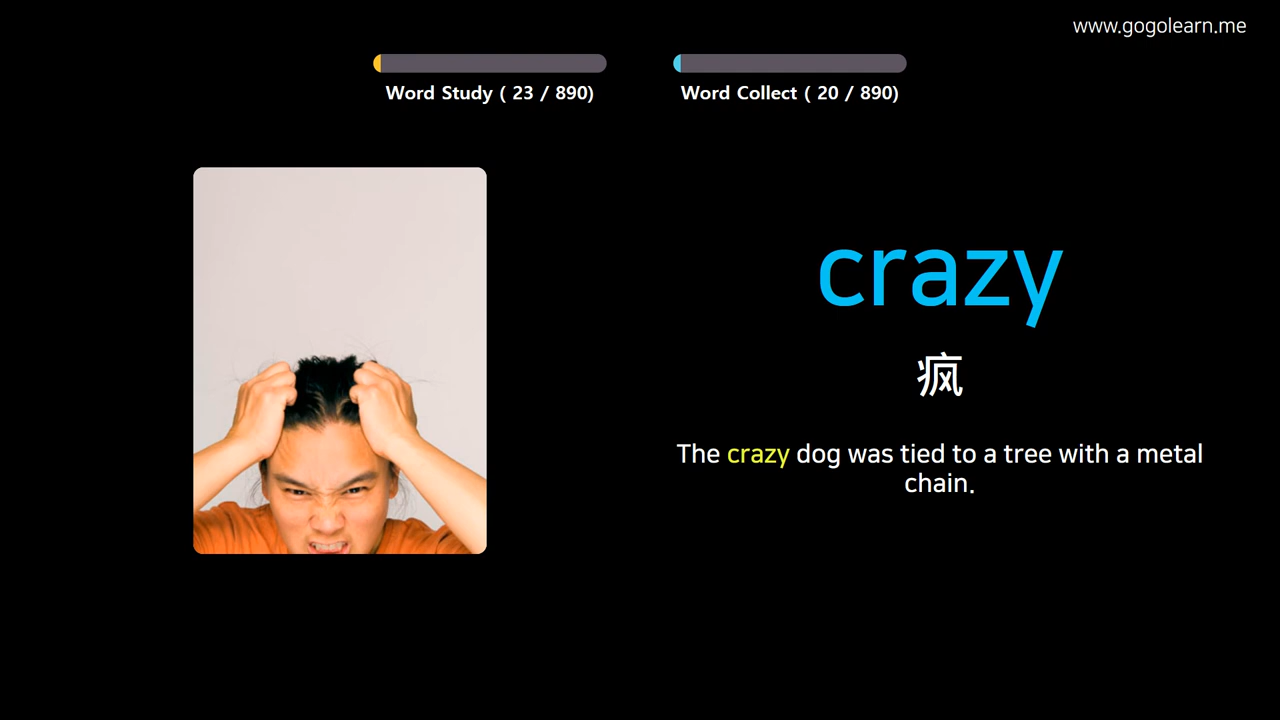 www.gogolearn.me
Word Study ( 23 / 890)
Word Collect ( 20 / 890)
crazy
疯
The crazy dog was tied to a tree with a metal
chain.